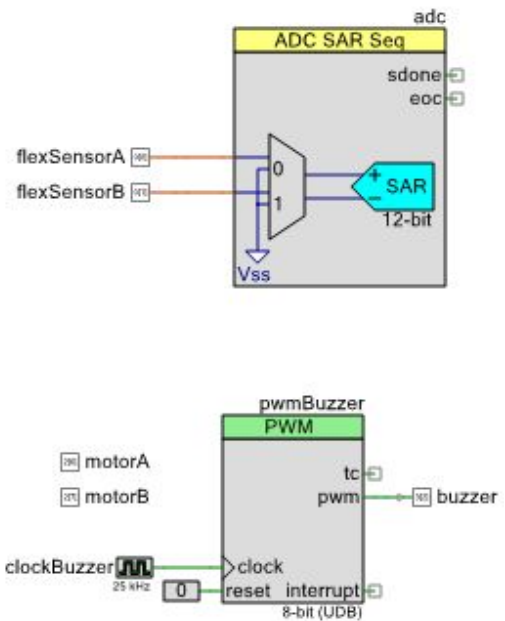 adc
ADC SAR Seq
sdone
eoc
flexSensorA
flexSensorB
0
1
SAR
12-bit
Vss
pwmBuzzer
PWM
motorA
motorB
tc
pwm
buzzer
clockBuzzer
clock
25 kHz
0
reset
interrupt
8-bit (UDB)